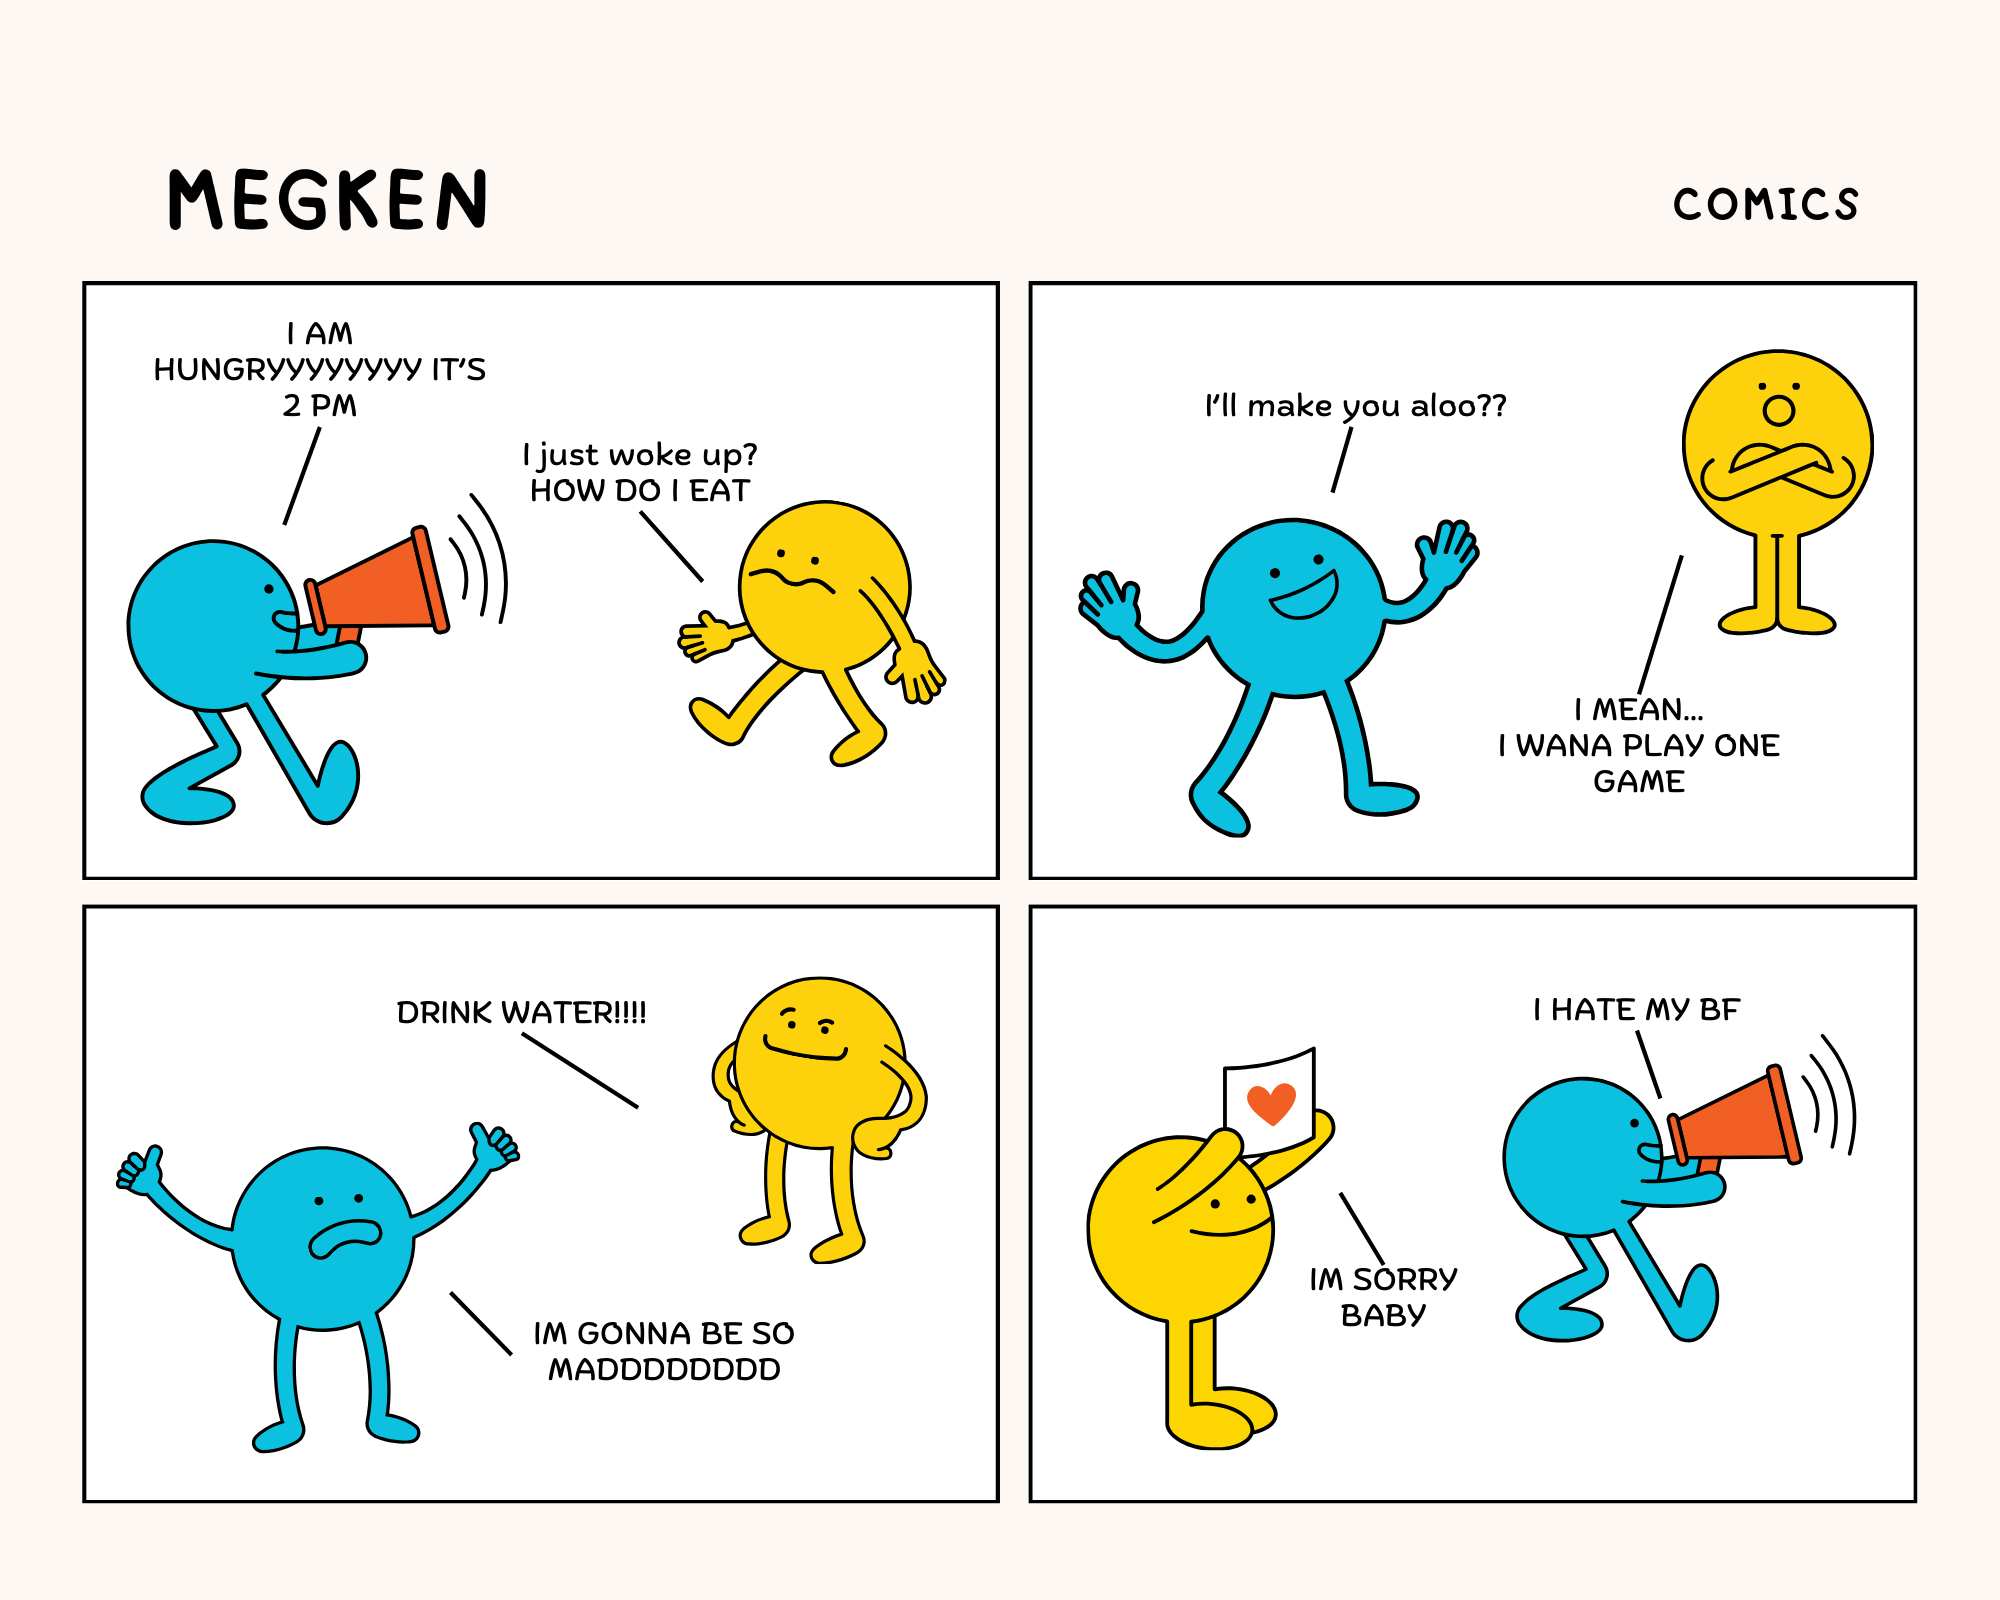 MEGKEN
COMICS
I AM
HUNGRYYYYYYYY IT'S
2 PM
I just woke up?
HOW DO I EAT
I'll make you aloo??
I MEAN...
I WANA PLAY ONE
GAME
DRINK WATER!!!!
IM GONNA BE SO
MADDDDDDDD
IM SORRY
BABY
I HATE MY BF